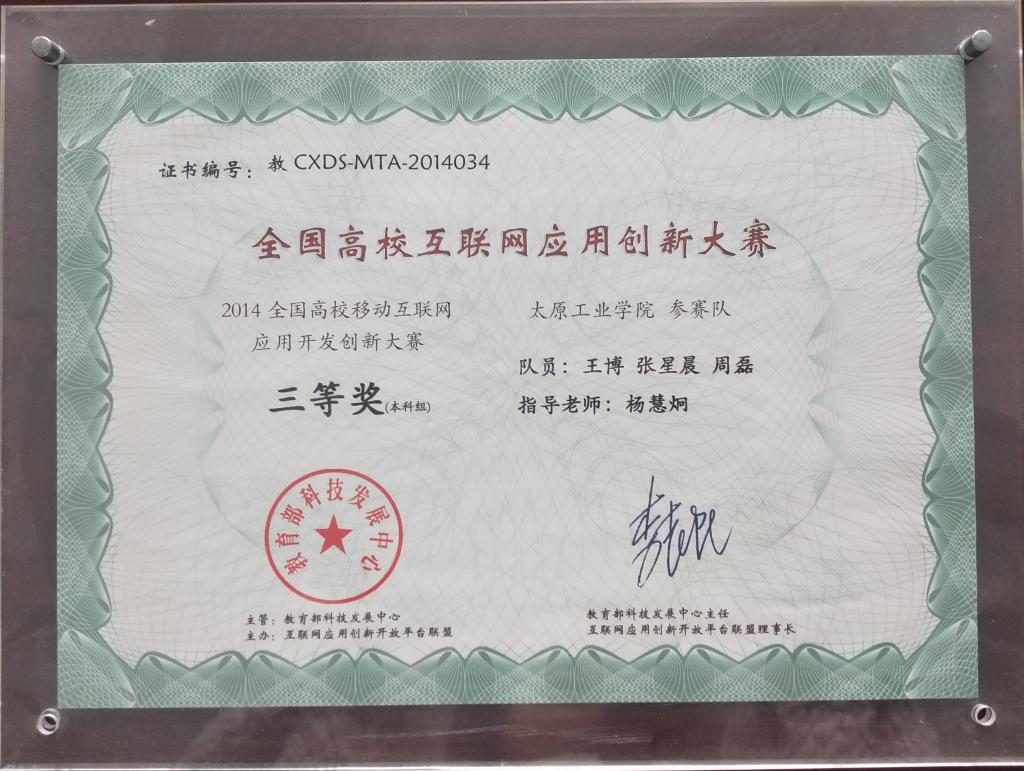 证书编号：教 CXDS-MTA-2014034
全国高校互联网应用创新大赛
2014 全国高校移动互联网
应用开发创新大赛
三等奖(本科组)
太原工业学院 参赛队
队员：王博 张星晨 周磊
指导老师：杨慧炯
教育部科技发展中心
主管：教育部科技发展中心
主办：互联网应用创新开放平台联盟
教育部科技发展中心主任
互联网应用创新开放平台联盟理事长